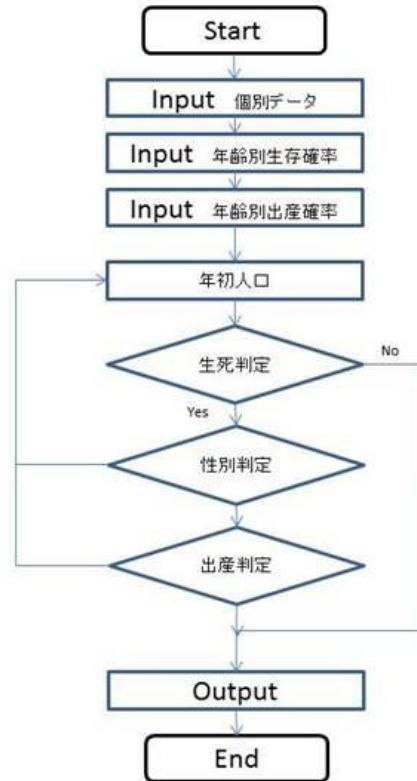 Start
Input 個別データ
Input 年齢別生存確率
Input 年齢別出産確率
年初人口
生死判定
No
Yes
性別判定
出産判定
Output
End